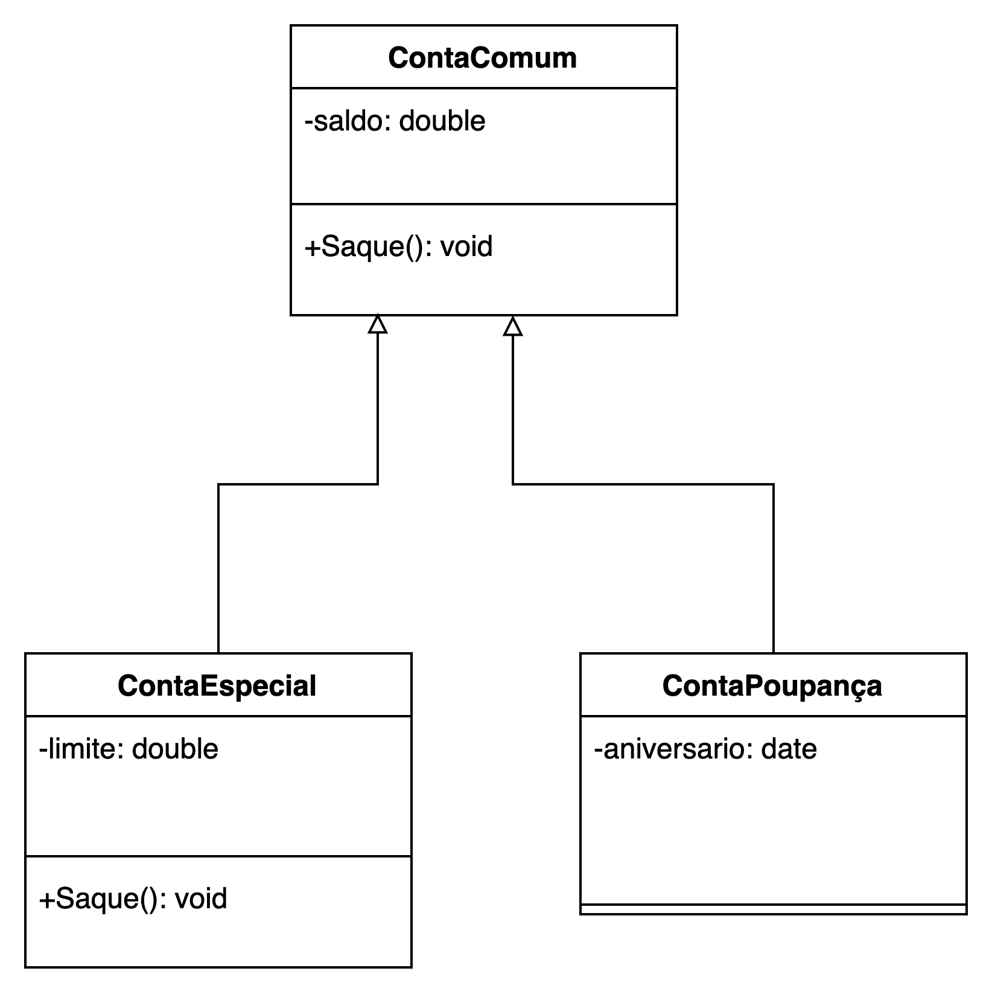 ContaComum
-saldo: double
+Saque(): void
ContaEspecial
-limite: double
+Saque(): void
ContaPoupança
-aniversario: date